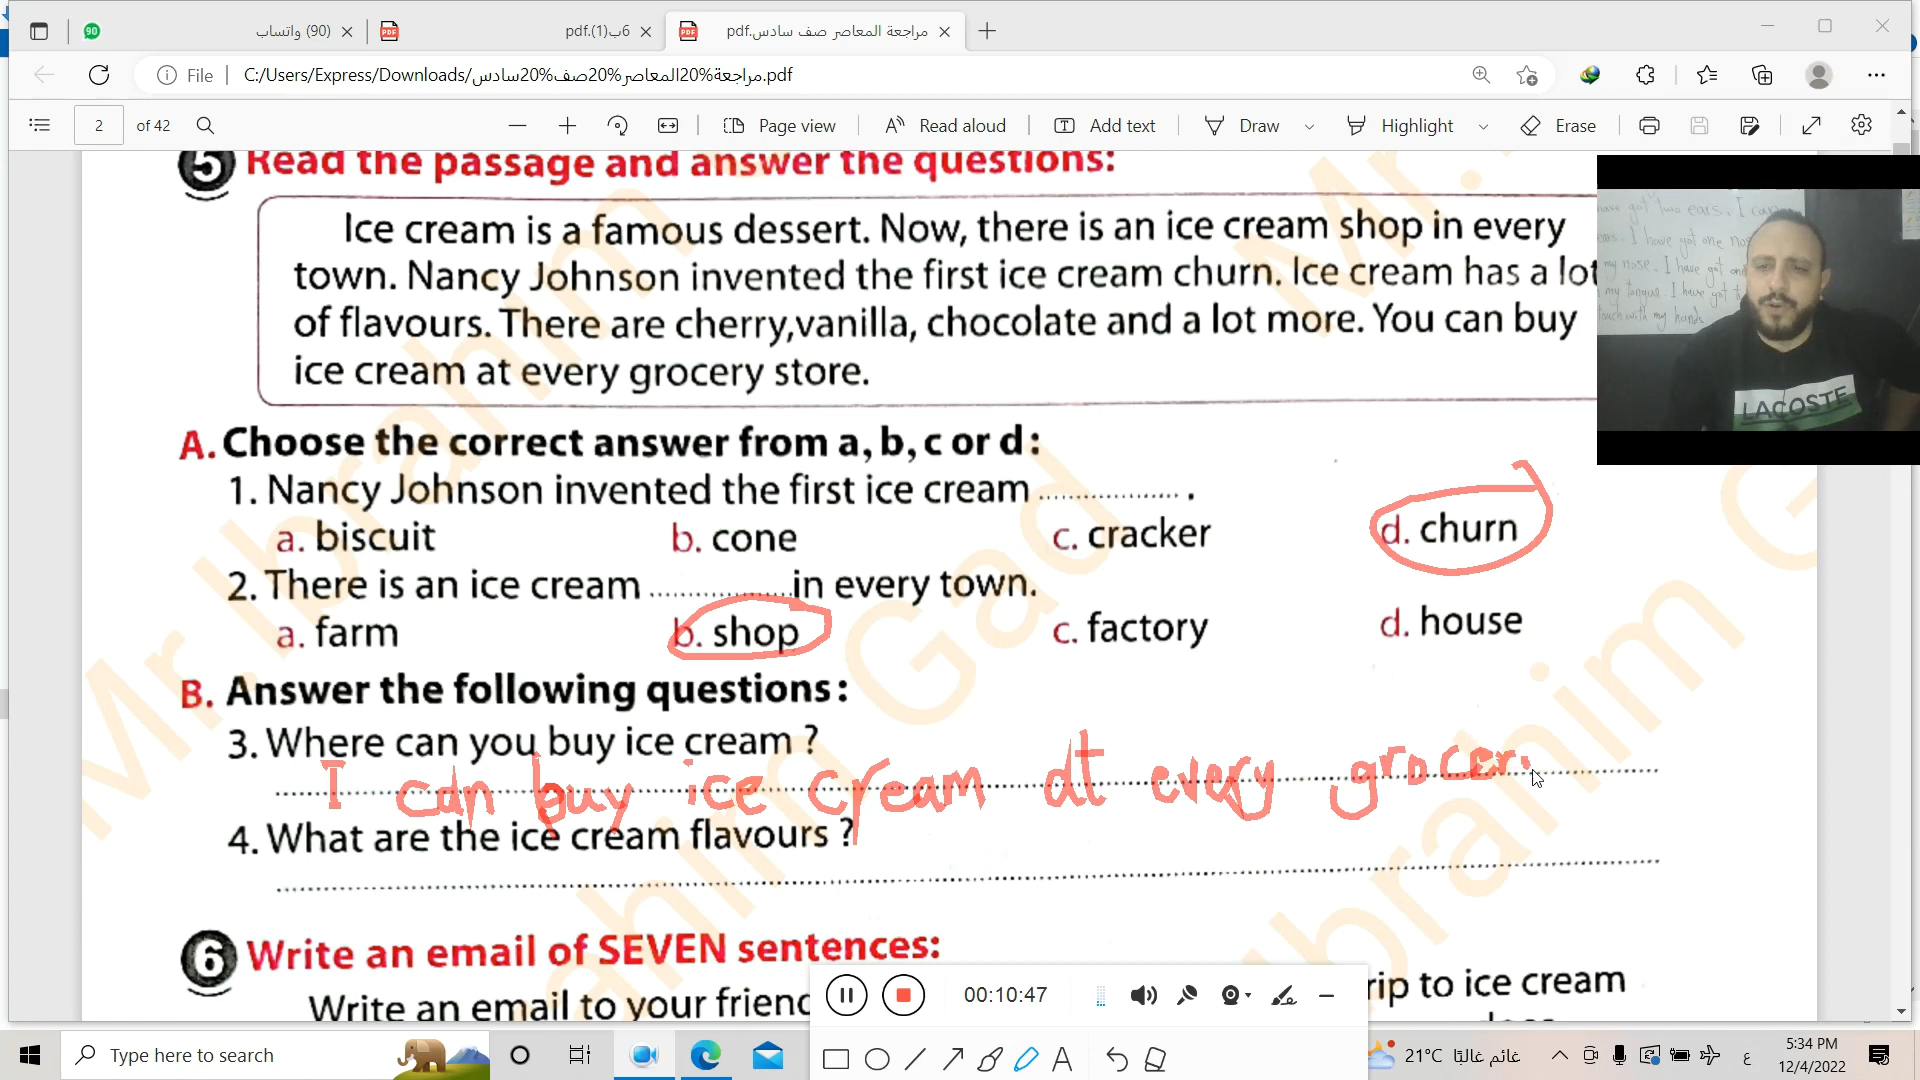 (90) واتساب
6ب(1).pdf
مراجعة المعاصر صف سادس.pdf
File
C:/Users/Express/Downloads/مراجعة%20المعاصر%20صف%20سادس.pdf
2 of 42
Page view
Read aloud
Add text
Draw
Highlight
Erase
5 Read the passage and answer the questions:
Ice cream is a famous dessert. Now, there is an ice cream shop in every
town. Nancy Johnson invented the first ice cream churn. Ice cream has a lot
of flavours. There are cherry,vanilla, chocolate and a lot more. You can buy
ice cream at every grocery store.
A. Choose the correct answer from a, b, c or d:
1. Nancy Johnson invented the first ice cream .................. .
a. biscuit b. cone c. cracker d. churn
2. There is an ice cream ..................in every town.
a. farm b. shop c. factory d. house
B. Answer the following questions:
3. Where can you buy ice cream ?
I can buy ice cream at every grocer
4. What are the ice cream flavours ?
6 Write an email of SEVEN sentences:
Write an email to your friend
rip to ice cream
LACOSTE
Mr. Ibrahim Gad
00:10:47
Type here to search
21°C غائم غالبًا
ع
5:34 PM
12/4/2022